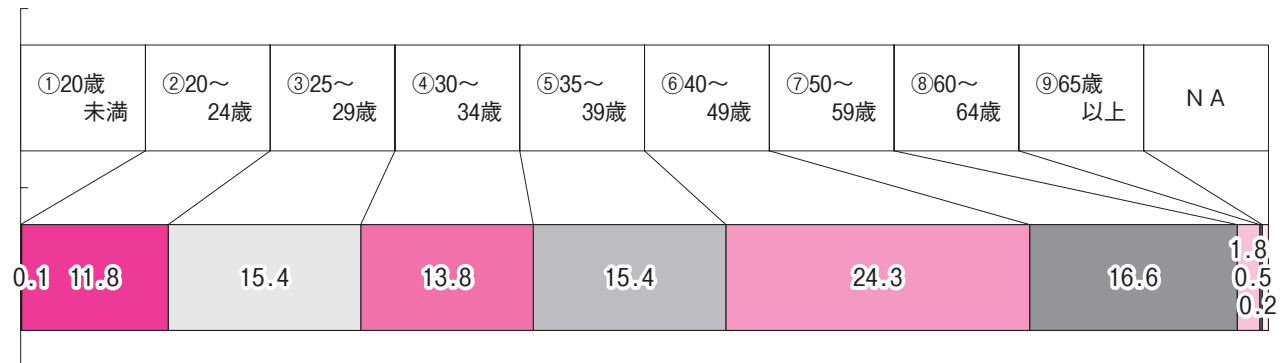 ①20歳
未満
②20～
24歳
③25～
29歳
④30～
34歳
⑤35～
39歳
⑥40～
49歳
⑦50～
59歳
⑧60～
64歳
⑨65歳
以上
ＮＡ
0.1
11.8
15.4
13.8
15.4
24.3
16.6
1.8
0.5
0.2